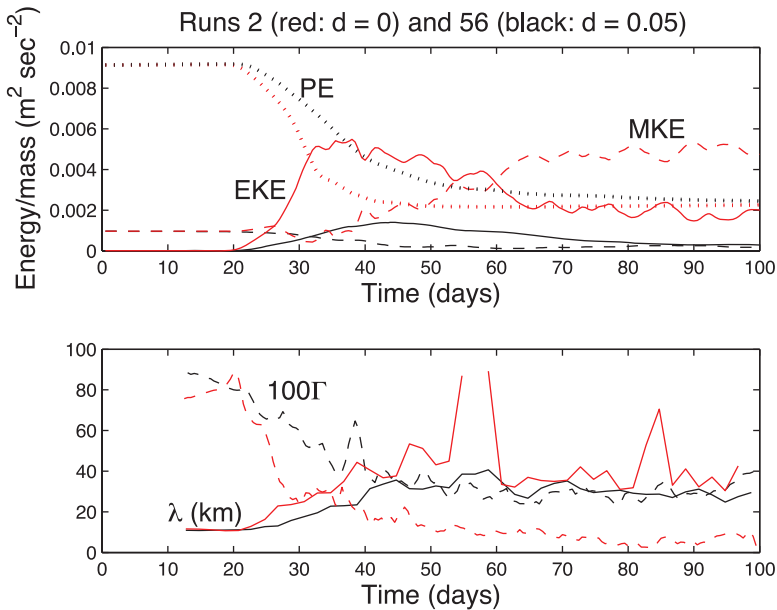 Runs 2 (red: d = 0) and 56 (black: d = 0.05)
Energy/mass (m² sec⁻²)
0.01
0.008
0.006
0.004
0.002
0
PE
MKE
EKE
0 10 20 30 40 50 60 70 80 90 100
Time (days)
100
80
60
40
20
0
100Γ
λ (km)
0 10 20 30 40 50 60 70 80 90 100
Time (days)